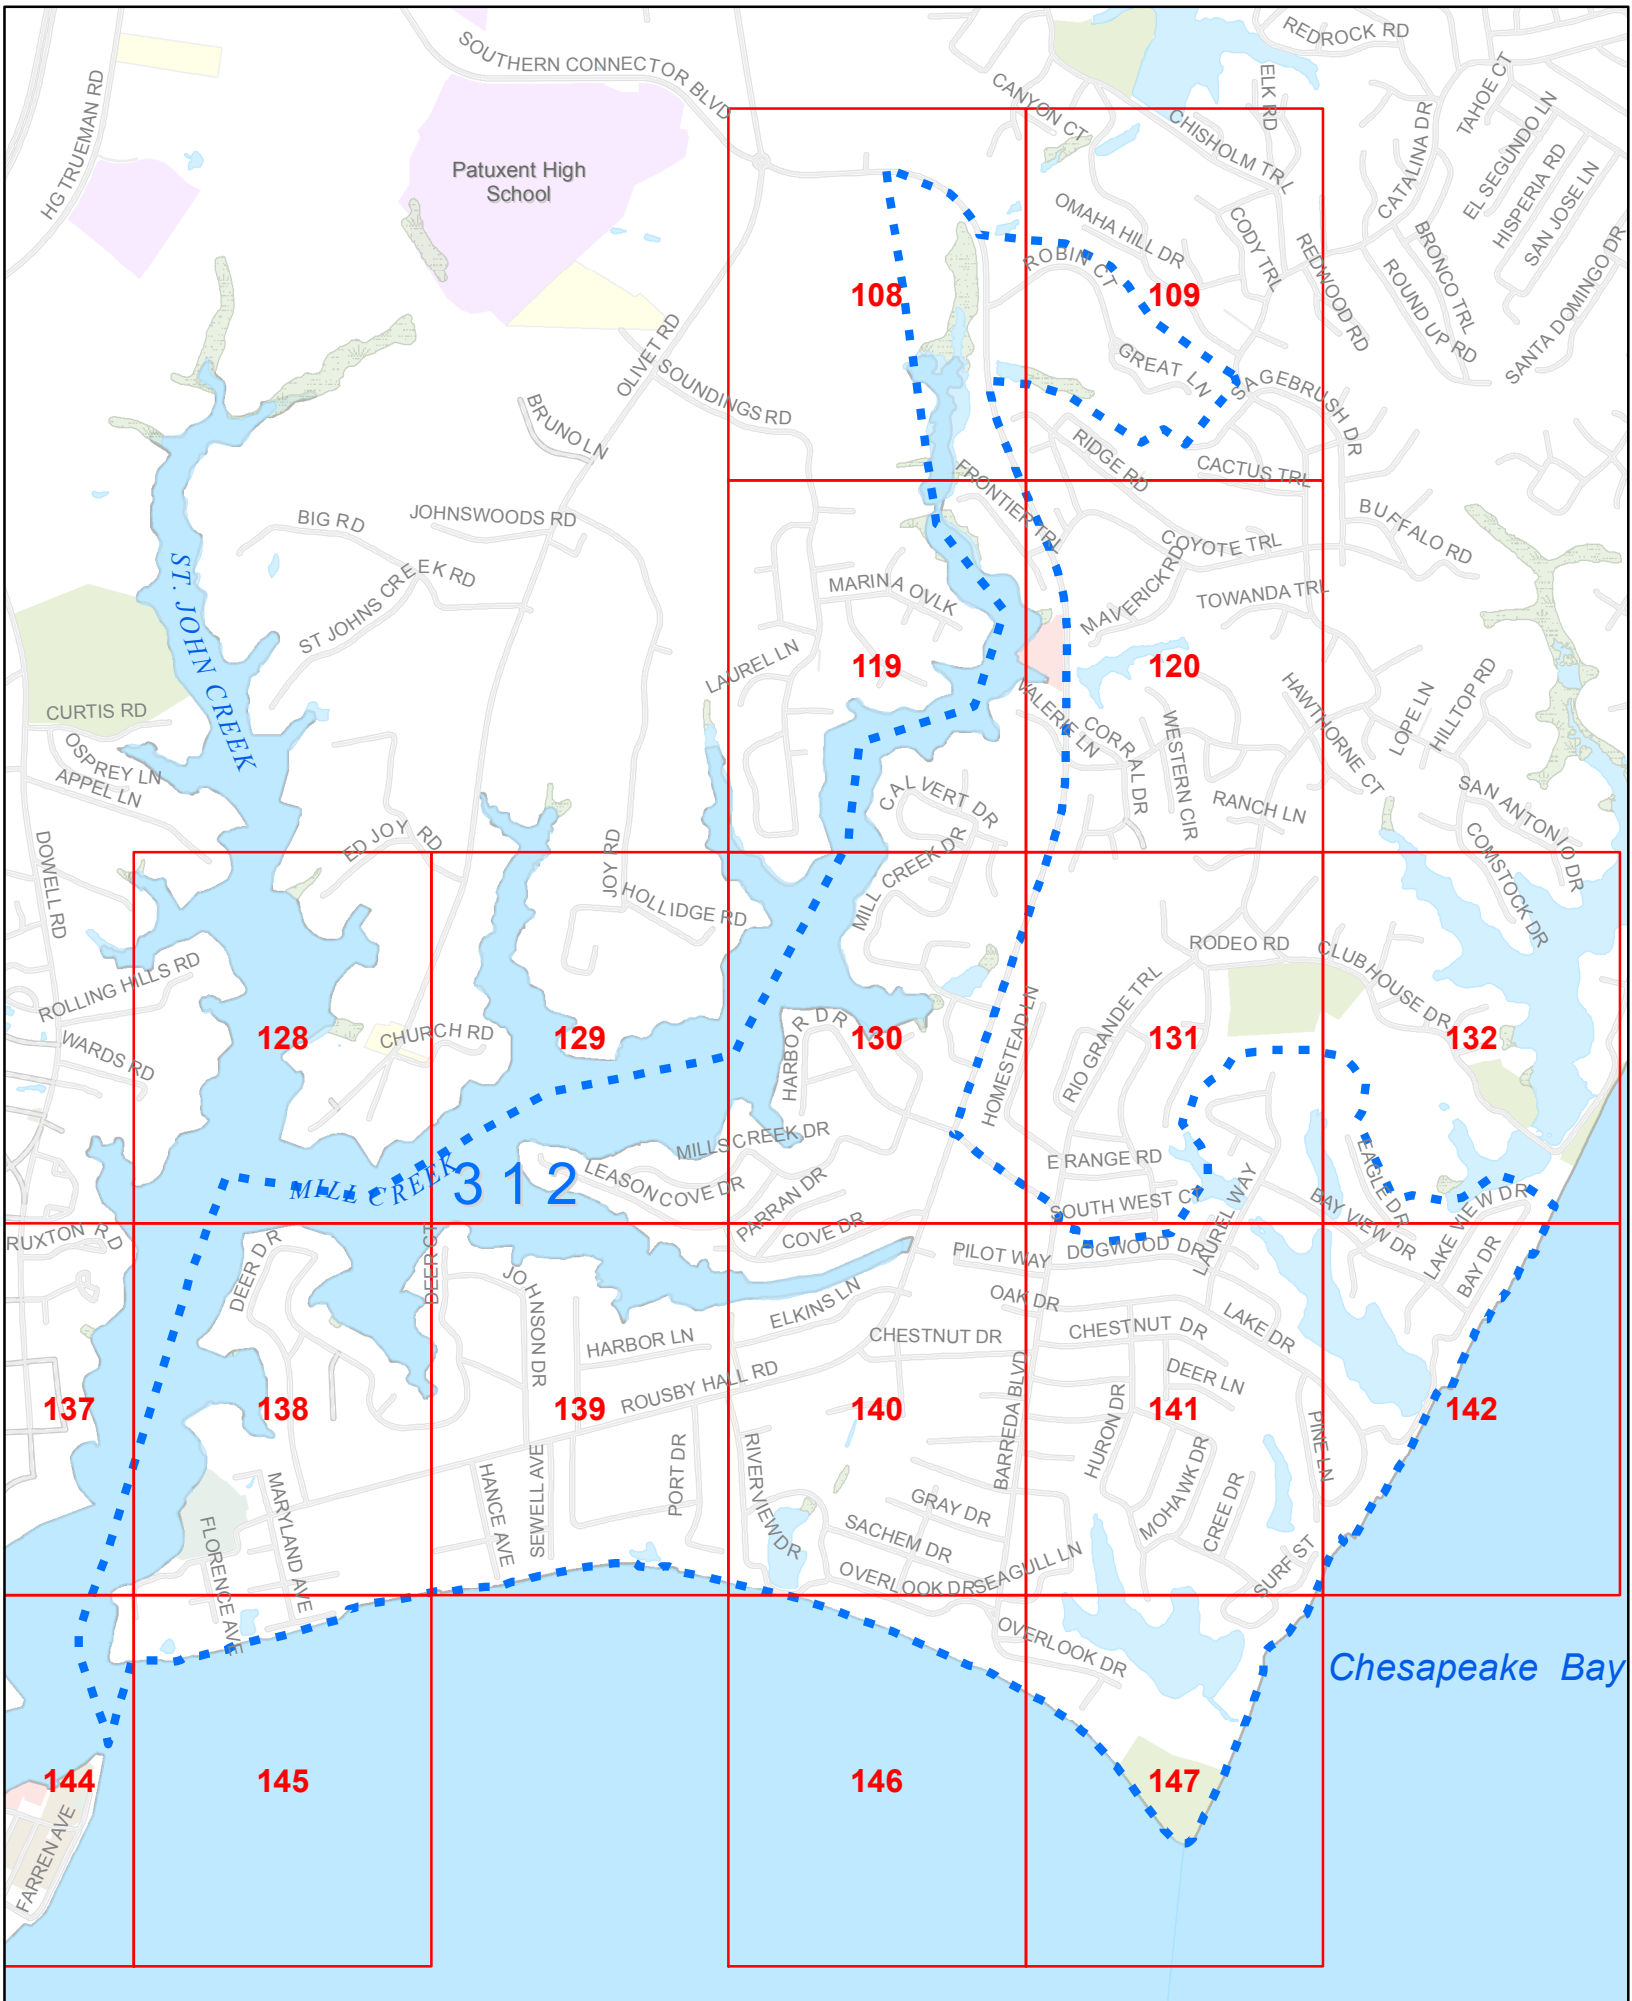 REDROCK RD
SOUTHERN CONNECTOR BLVD
HG TRUEMAN RD
TAHOE CT
CANYON CT
ELK RD
CHISHOLM TRL
CATALINA DR
EL SEGUNDO LN
HISPERIA RD
SAN JOSE LN
Patuxent High
School
OMAHA HILL DR
CODY TRL
REDWOOD RD
BRONCO TRL
ROUND UP RD
SANTA DOMINGO DR
ROBIN CT
108
109
OLIVET RD
SOUNDINGS RD
GREAT LN
SAGEBRUSH DR
BRUNO LN
RIDGE RD
CACTUS TRL
FRONTIER TRL
BIG RD
JOHNSWOODS RD
BUFFALO RD
COYOTE TRL
ST. JOHN CREEK
ST JOHNS CREEK RD
MARINA OVLK
MAVERICK RD
TOWANDA TRL
LAUREL LN
119
120
CURTIS RD
OSPREY LN
APPEL LN
VALERIE LN
CORRAL DR
WESTERN CIR
HAWTHORNE CT
LOPE LN
HILLTOP RD
CALVERT DR
RANCH LN
SAN ANTONIO DR
DOWELL RD
ED JOY RD
JOY RD
HOLLIDGE RD
MILL CREEK DR
COMSTOCK DR
RODEO RD
CLUB HOUSE DR
ROLLING HILLS RD
WARDS RD
128
CHURCH RD
129
HARBOR DR
130
HOMESTEAD LN
RIO GRANDE TRL
131
132
MILLS CREEK DR
MILL CREEK
312
LEASON COVE DR
PARRAN DR
COVE DR
E RANGE RD
SOUTH WEST CT
LAUREL WAY
EAGLE DR
BAY VIEW DR
LAKE VIEW DR
BAY DR
RUXTON RD
DEER DR
DEER CT
JOHNSON DR
PILOT WAY
DOGWOOD DR
OAK DR
ELKINS LN
HARBOR LN
CHESTNUT DR
CHESTNUT DR
LAKE DR
DEER LN
ROUSBY HALL RD
137
138
139
140
141
142
BARREDA BLVD
HURON DR
PINE LN
MOHAWK DR
CREE DR
HANCE AVE
SEWELL AVE
PORT DR
RIVERVIEW DR
GRAY DR
SACHEM DR
OVERLOOK DR
SEAGULL LN
SURF ST
MARYLAND AVE
FLORENCE AVE
OVERLOOK DR
Chesapeake Bay
144
145
146
147
FARREN AVE